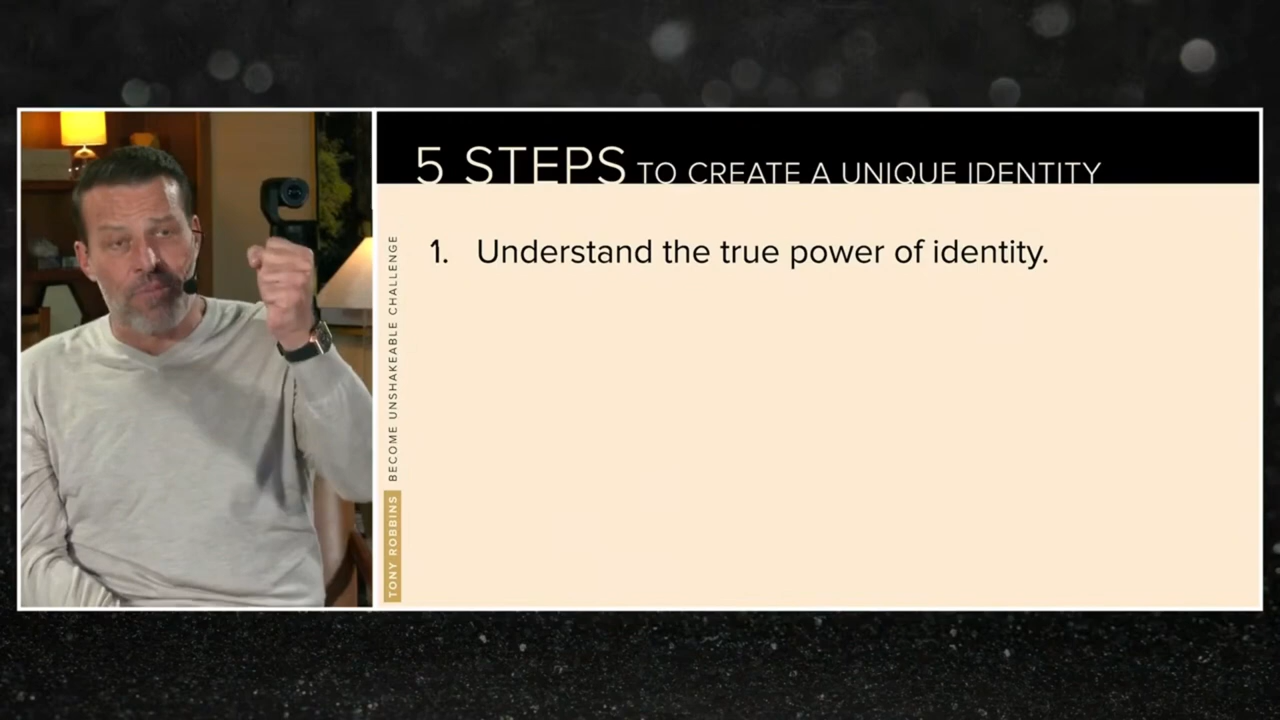 5 STEPS TO CREATE A UNIQUE IDENTITY
1. Understand the true power of identity.
TONY ROBBINS BECOME UNSHAKEABLE CHALLENGE